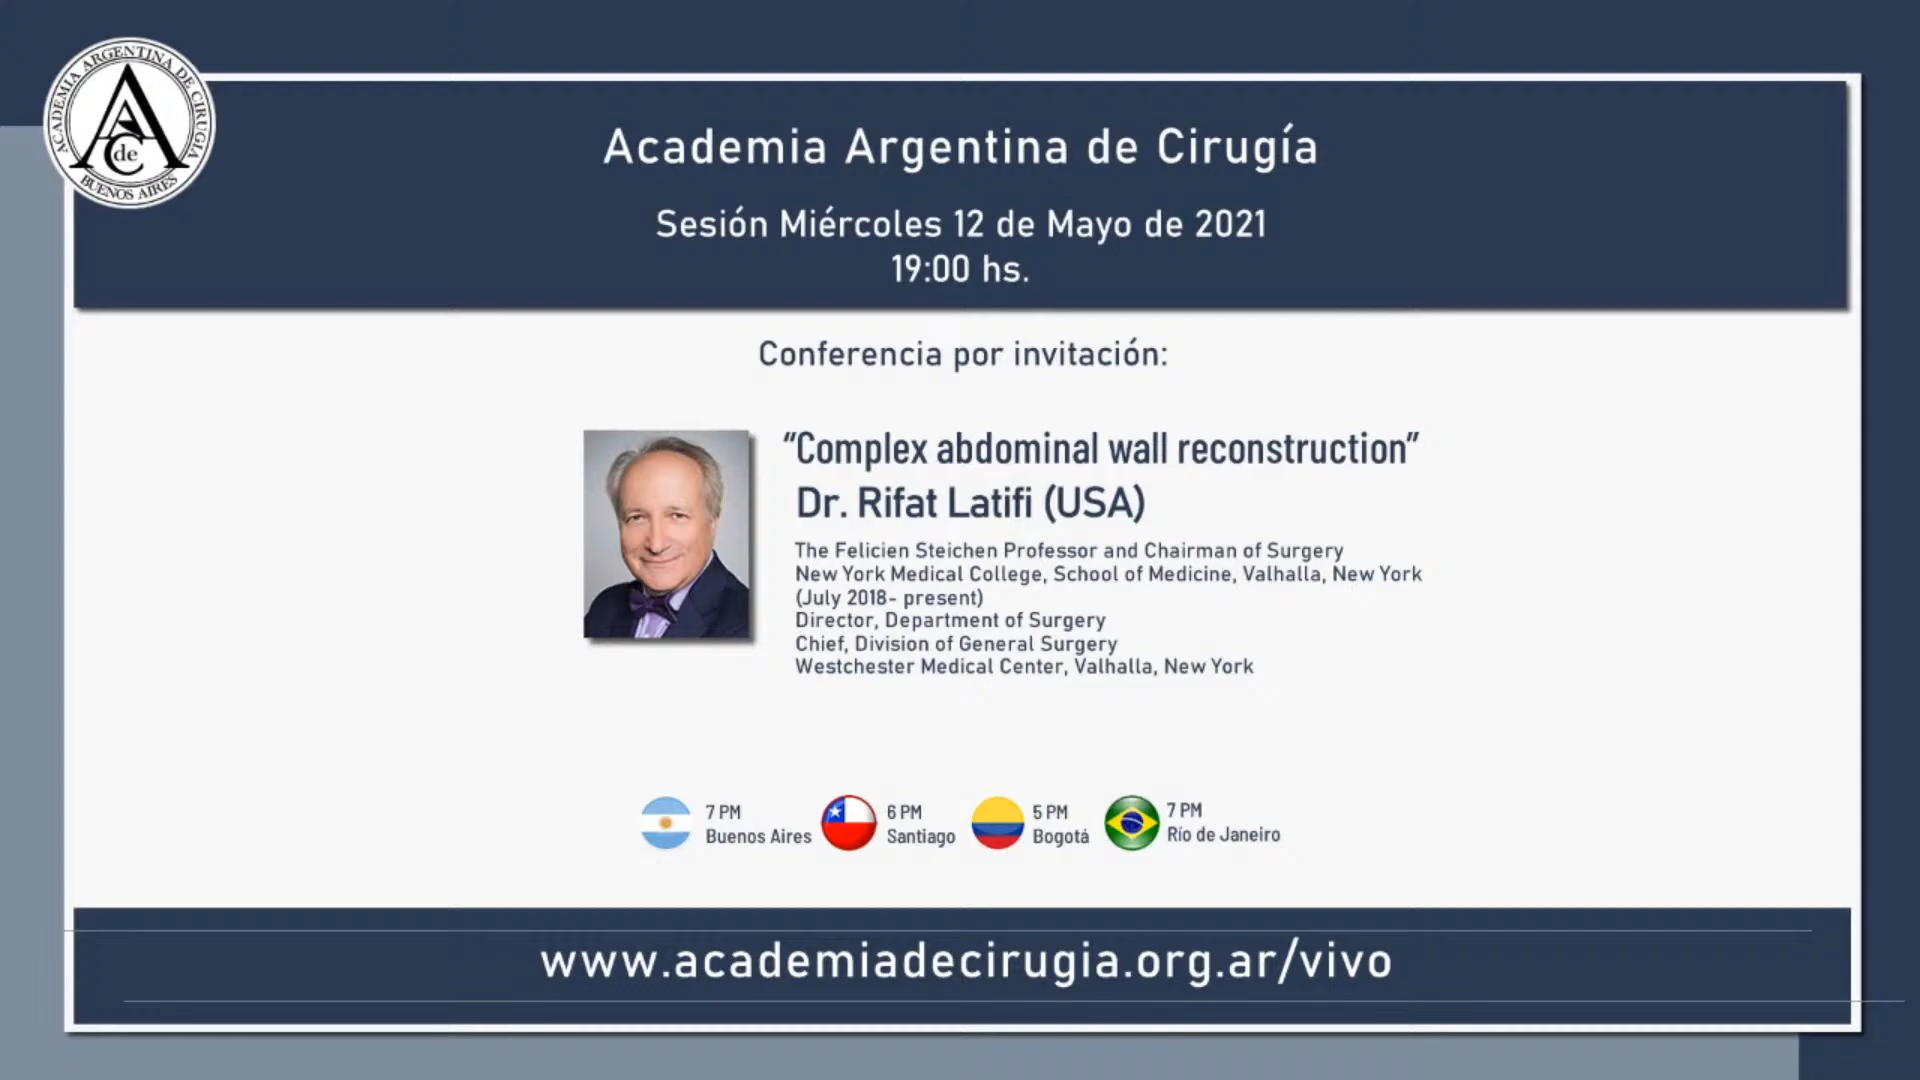 ACADEMIA ARGENTINA DE CIRUGIA
A A de C
BUENOS AIRES
Academia Argentina de Cirugía
Sesión Miércoles 12 de Mayo de 2021
19:00 hs.
Conferencia por invitación:
“Complex abdominal wall reconstruction”
Dr. Rifat Latifi (USA)
The Felicien Steichen Professor and Chairman of Surgery
New York Medical College, School of Medicine, Valhalla, New York
(July 2018- present)
Director, Department of Surgery
Chief, Division of General Surgery
Westchester Medical Center, Valhalla, New York
7 PM
Buenos Aires
6 PM
Santiago
5 PM
Bogotá
7 PM
Río de Janeiro
www.academiadecirugia.org.ar/vivo